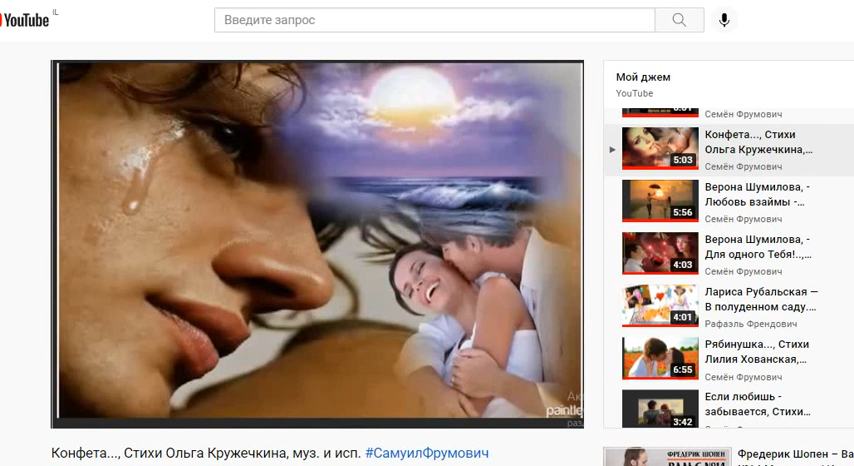 YouTube IL
Введите запрос
Мой джем
YouTube
Семён Фрумович
Конфета..., Стихи
Ольга Кружечкина,...
5:03
Семён Фрумович
Верона Шумилова, -
Любовь взаймы -...
5:56
Семён Фрумович
Верона Шумилова, -
Для одного Тебя!..,...
4:03
Семён Фрумович
Лариса Рубальская —
В полуденном саду....
4:01
Рафаэль Френдович
Рябинушка..., Стихи
Лилия Хованская,...
6:55
Семён Фрумович
Если любишь -
забывается, Стихи...
3:42
Семён Фрумович
Конфета..., Стихи Ольга Кружечкина, муз. и исп. #СамуилФрумович
ФРЕДЕРИК ШОПЕН
Фредерик Шопен – Ва